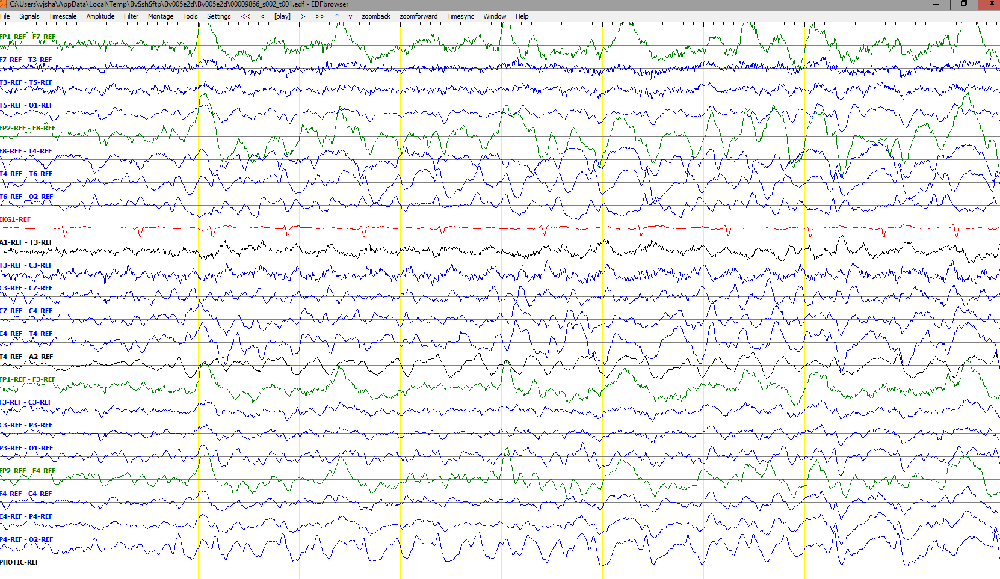 C:\Users\vjsha\AppData\Local\Temp\BvSshSftp\Bv005e2d\Bv005e2d\00009866_s002_t001.edf - EDFbrowser
File Signals Timescale Amplitude Filter Montage Tools Settings << < [play] > >> ^ v zoomback zoomforward Timesync Window Help
FP1-REF - F7-REF
F7-REF - T3-REF
T3-REF - T5-REF
T5-REF - O1-REF
FP2-REF - F8-REF
F8-REF - T4-REF
T4-REF - T6-REF
T6-REF - O2-REF
EKG1-REF
A1-REF - T3-REF
T3-REF - C3-REF
C3-REF - CZ-REF
CZ-REF - C4-REF
C4-REF - T4-REF
T4-REF - A2-REF
FP1-REF - F3-REF
F3-REF - C3-REF
C3-REF - P3-REF
P3-REF - O1-REF
FP2-REF - F4-REF
F4-REF - C4-REF
C4-REF - P4-REF
P4-REF - O2-REF
PHOTIC-REF